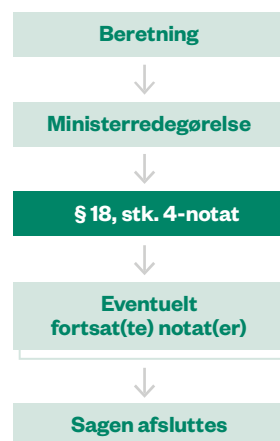 Beretning
Ministerredegørelse
§ 18, stk. 4-notat
Eventuelt
fortsat(te) notat(er)
Sagen afsluttes